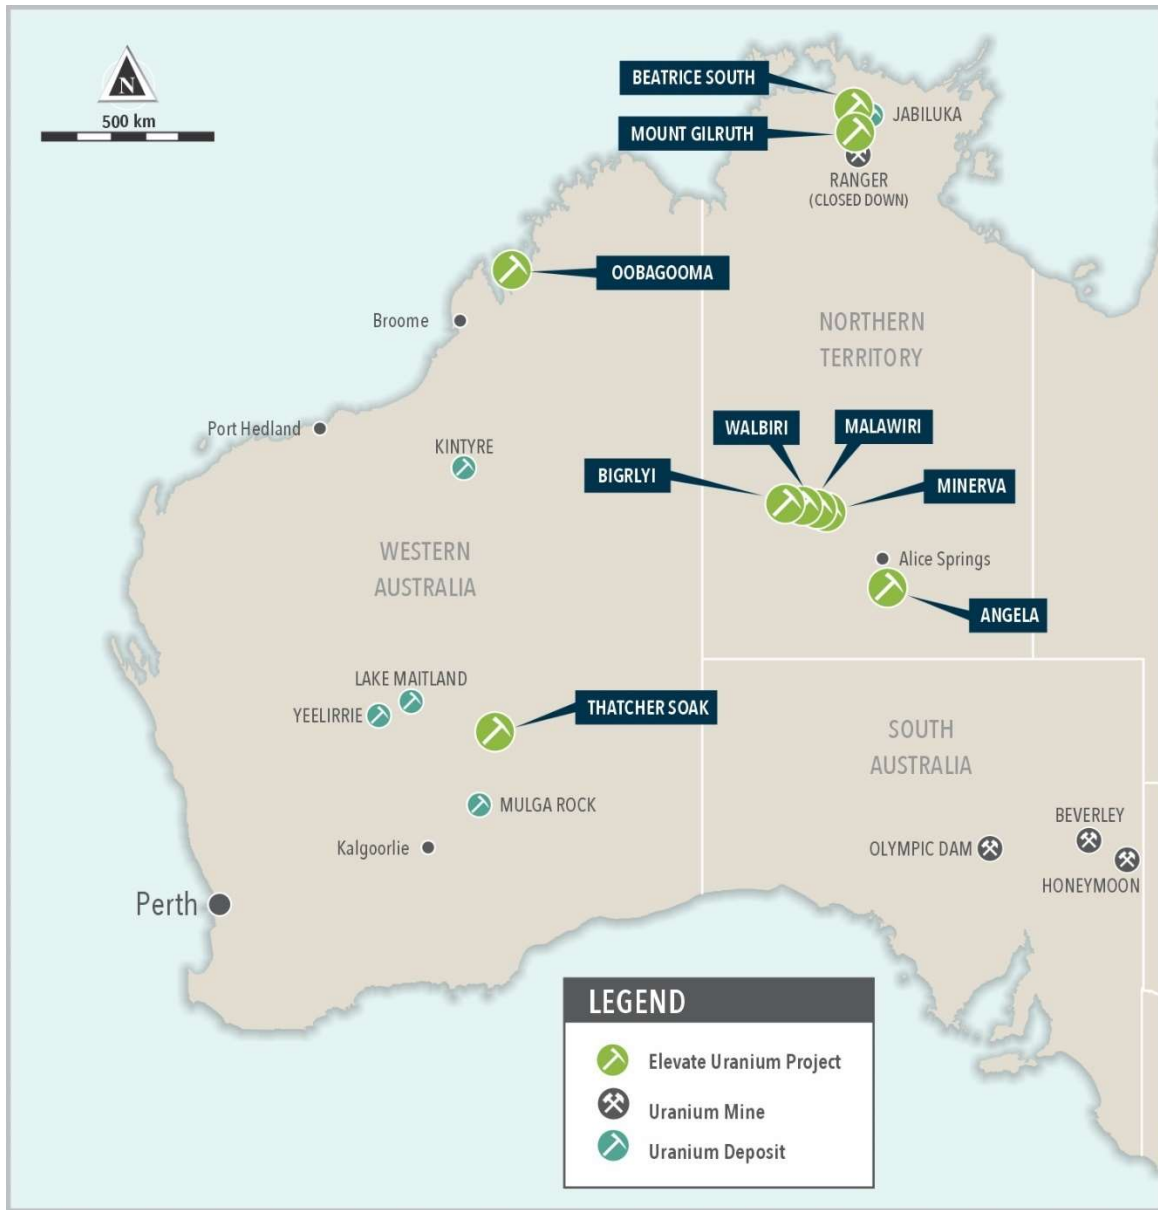 N
500 km
BEATRICE SOUTH
JABILUKA
MOUNT GILRUTH
RANGER
(CLOSED DOWN)
OOBAGOOMA
Broome
NORTHERN
TERRITORY
Port Hedland
WALBIRI
MALAWIRI
KINTYRE
BIGRLYI
MINERVA
WESTERN
AUSTRALIA
Alice Springs
ANGELA
LAKE MAITLAND
YEELIRRIE
THATCHER SOAK
SOUTH
AUSTRALIA
MULGA ROCK
BEVERLEY
Kalgoorlie
OLYMPIC DAM
HONEYMOON
Perth
LEGEND
Elevate Uranium Project
Uranium Mine
Uranium Deposit